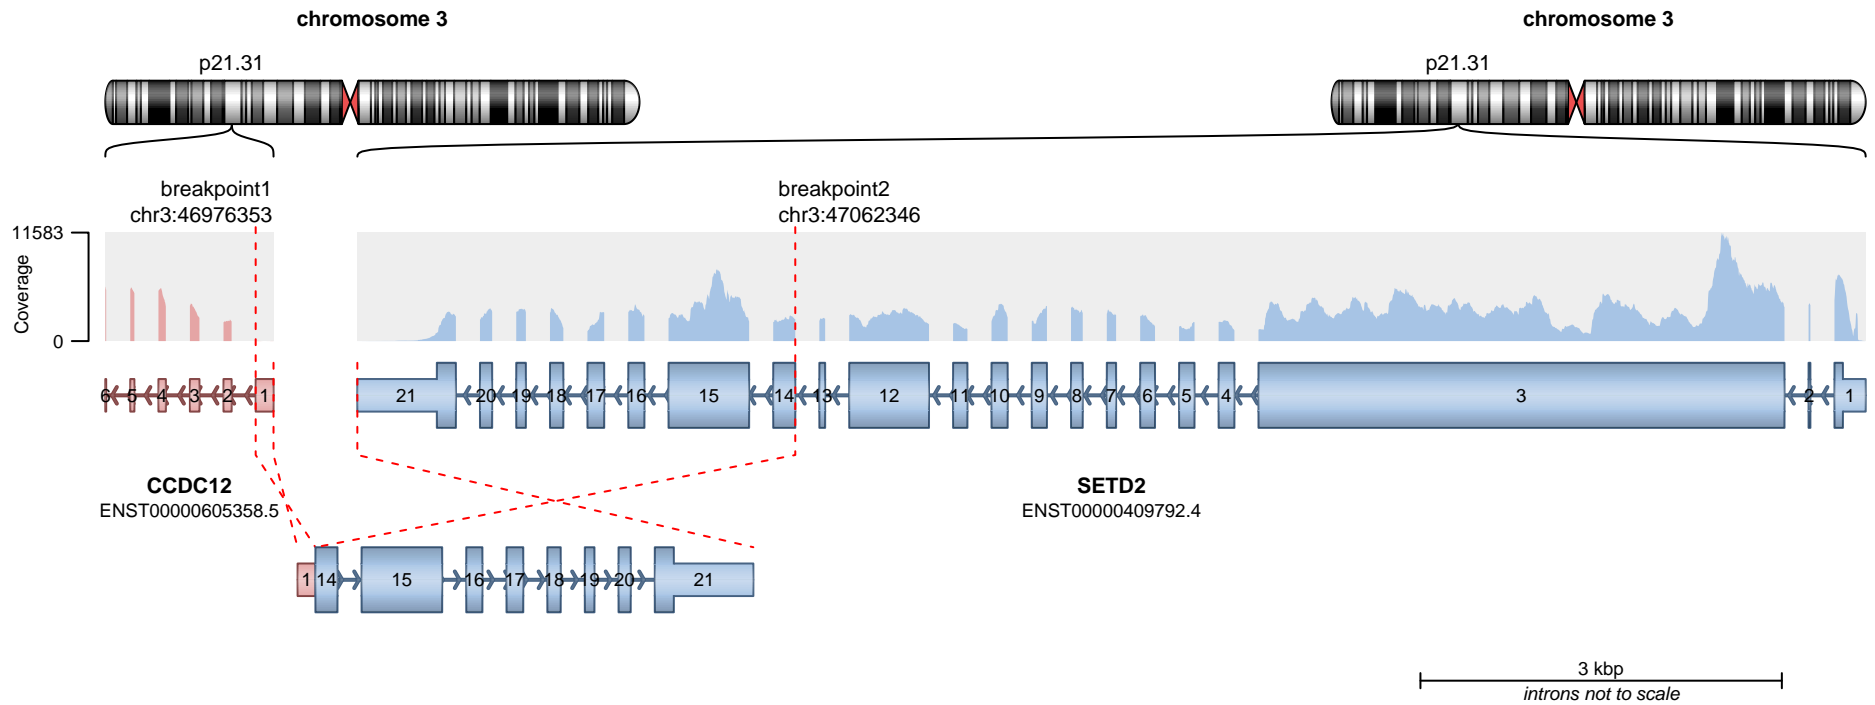 chromosome 3
chromosome 3
p21.31
p21.31
breakpoint1
chr3:46976353
breakpoint2
chr3:47062346
11583
Coverage
0
6 5 4 3 2 1
21 20 19 18 17 16 15 14 13 12 11 10 9 8 7 6 5 4 3 2 1
CCDC12
ENST00000605358.5
SETD2
ENST00000409792.4
1 14 15 16 17 18 19 20 21
3 kbp
introns not to scale